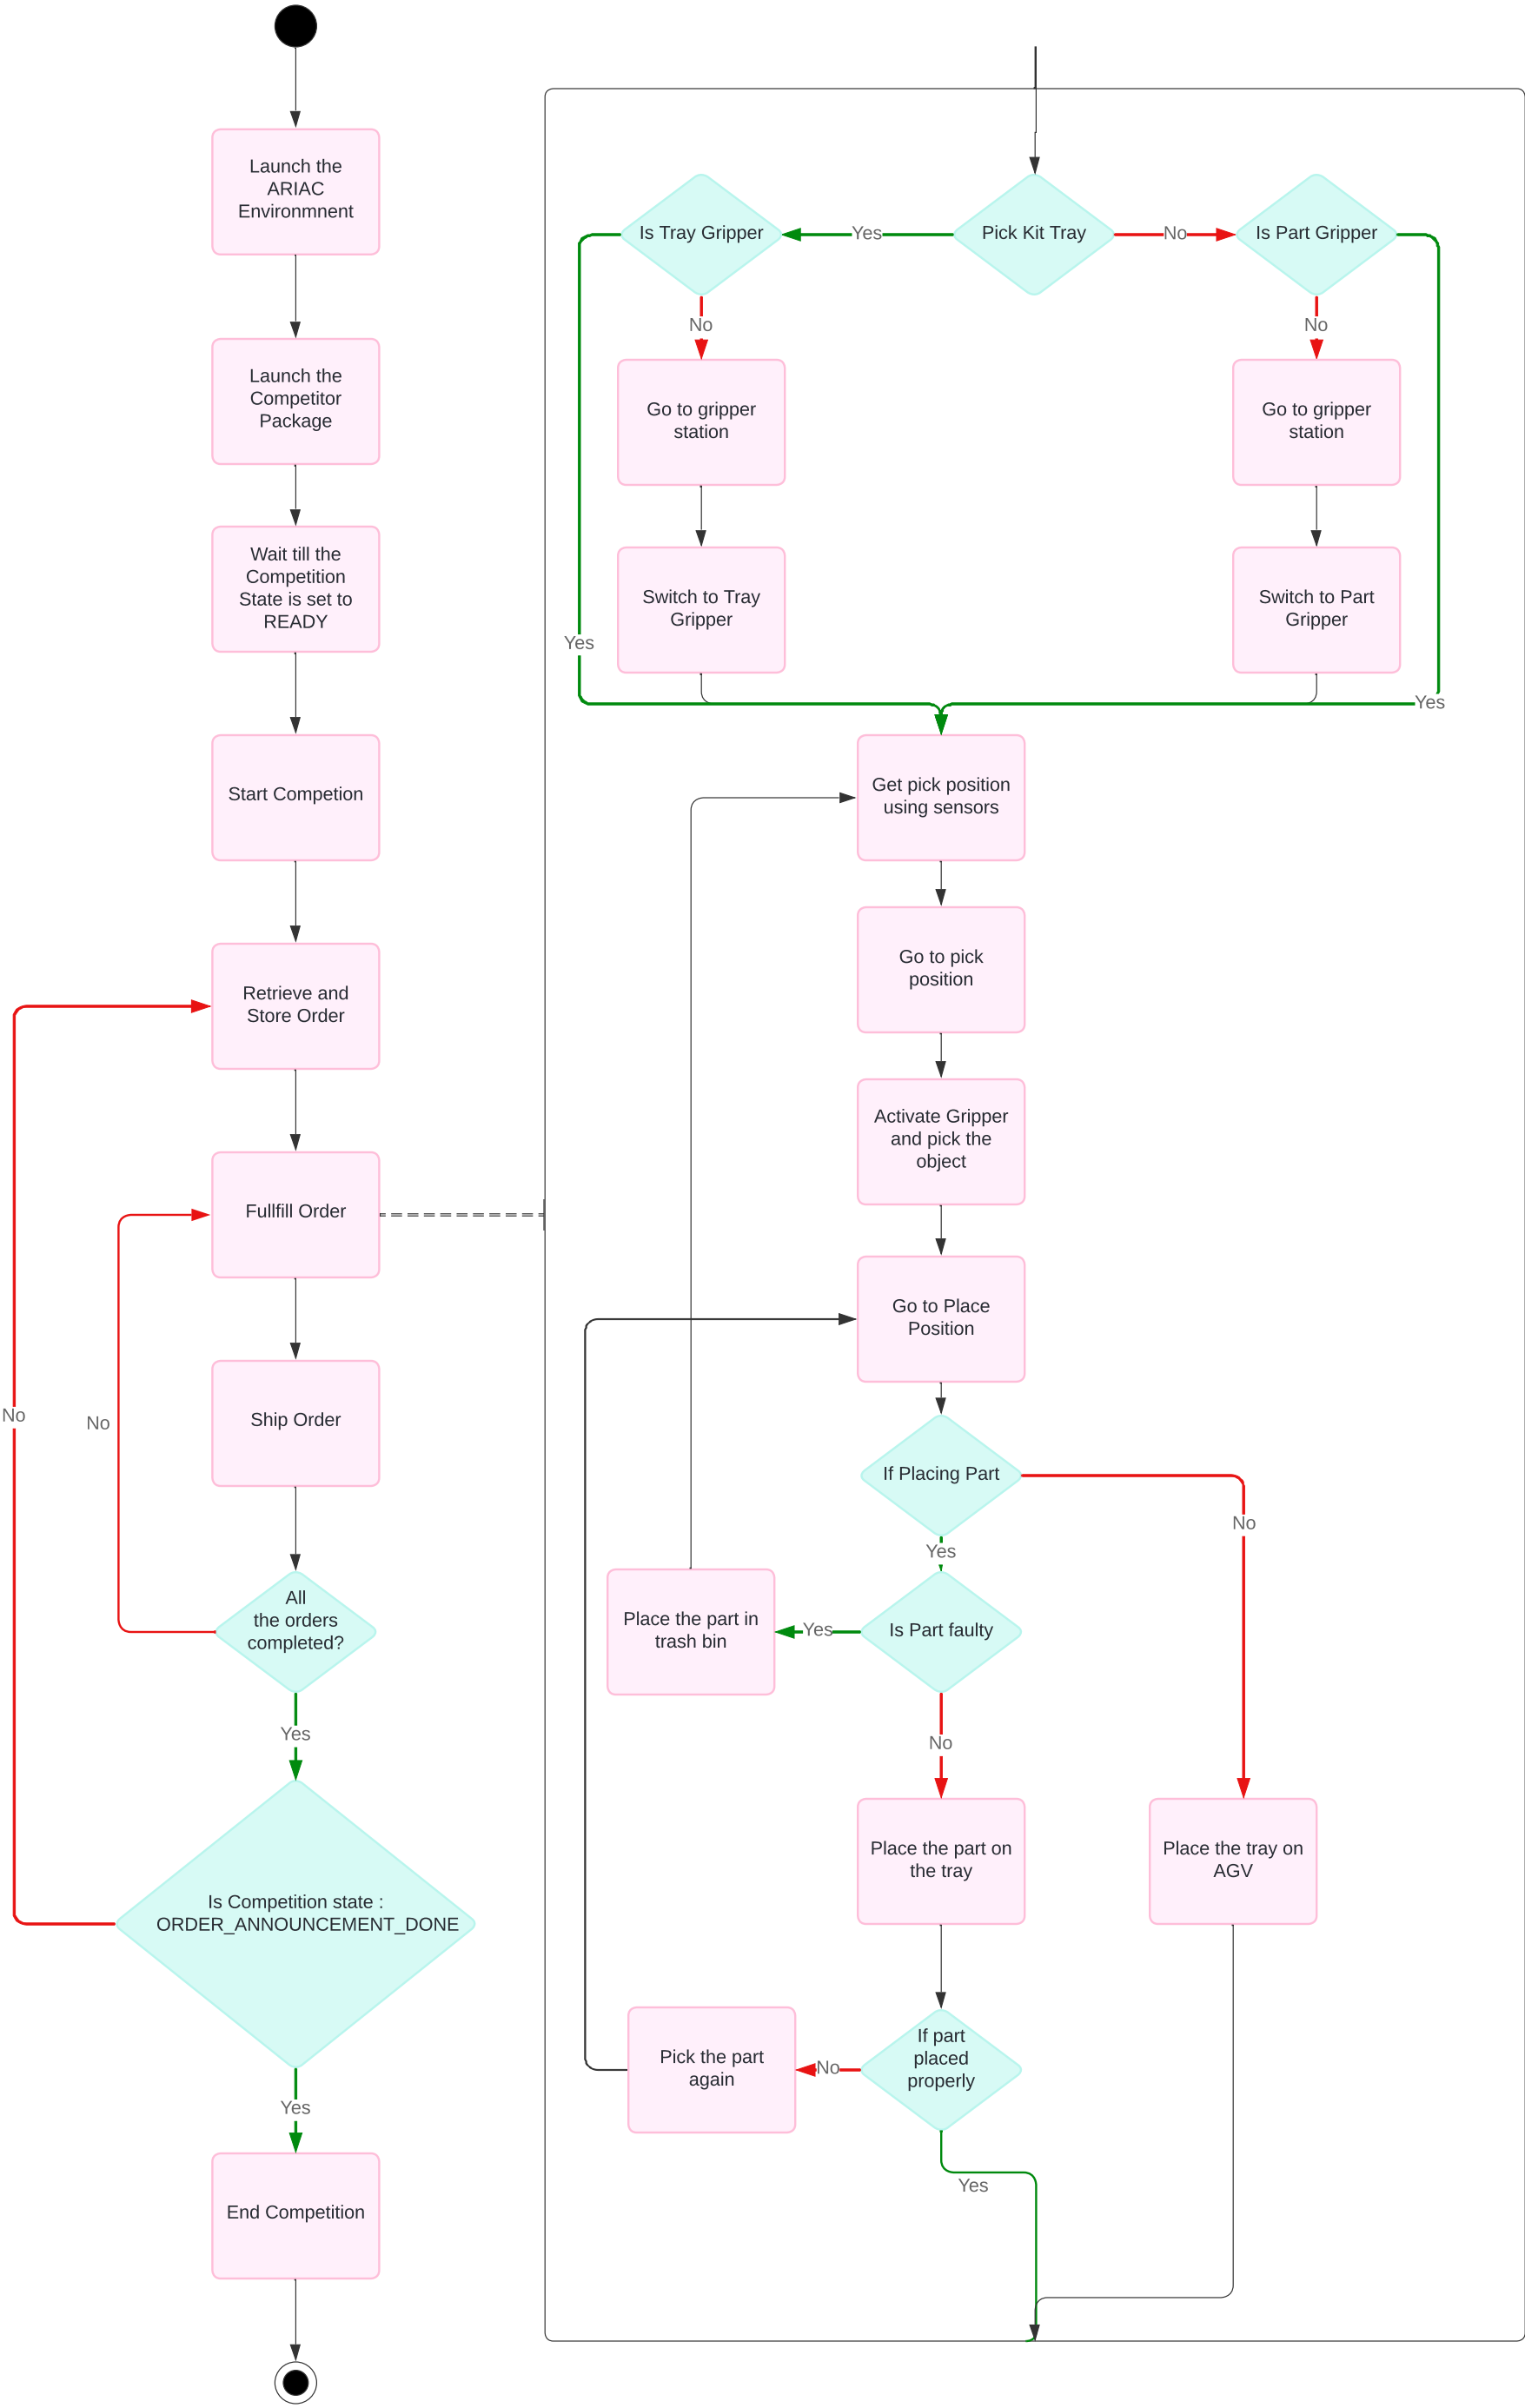 Launch the
ARIAC
Environmnent
Launch the
Competitor
Package
Wait till the
Competition
State is set to
READY
Start Competion
Retrieve and
Store Order
Fullfill Order
Ship Order
All
the orders
completed?
No
No
Yes
Is Competition state :
ORDER_ANNOUNCEMENT_DONE
Yes
End Competition
Pick Kit Tray
Yes
No
Is Tray Gripper
Is Part Gripper
No
No
Go to gripper
station
Go to gripper
station
Switch to Tray
Gripper
Switch to Part
Gripper
Yes
Yes
Get pick position
using sensors
Go to pick
position
Activate Gripper
and pick the
object
Go to Place
Position
If Placing Part
No
Yes
Is Part faulty
Yes
Place the part in
trash bin
No
Place the part on
the tray
Place the tray on
AGV
If part
placed
properly
No
Pick the part
again
Yes